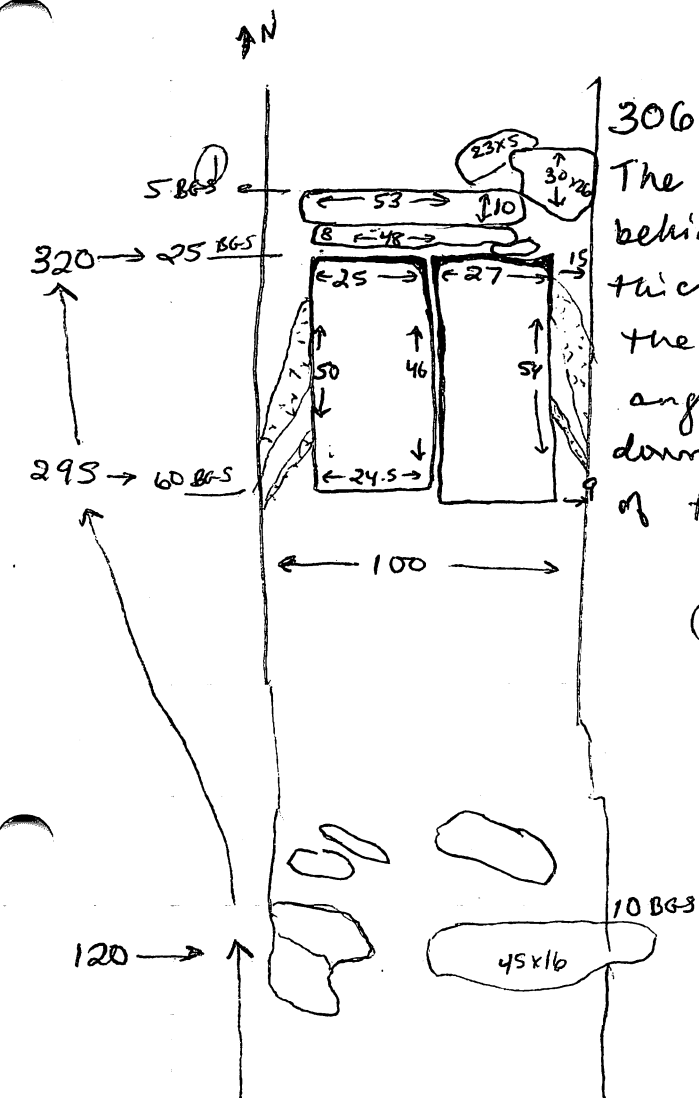 N
306
23x5
5 BGS
53
10
30x26
The
8
48
behi
320 → 25 BGS
25
27
15
thic
the
50
46
54
ang
295 → 60 BGS
24.5
9
down
of t
100
10 BGS
120 →
45x16